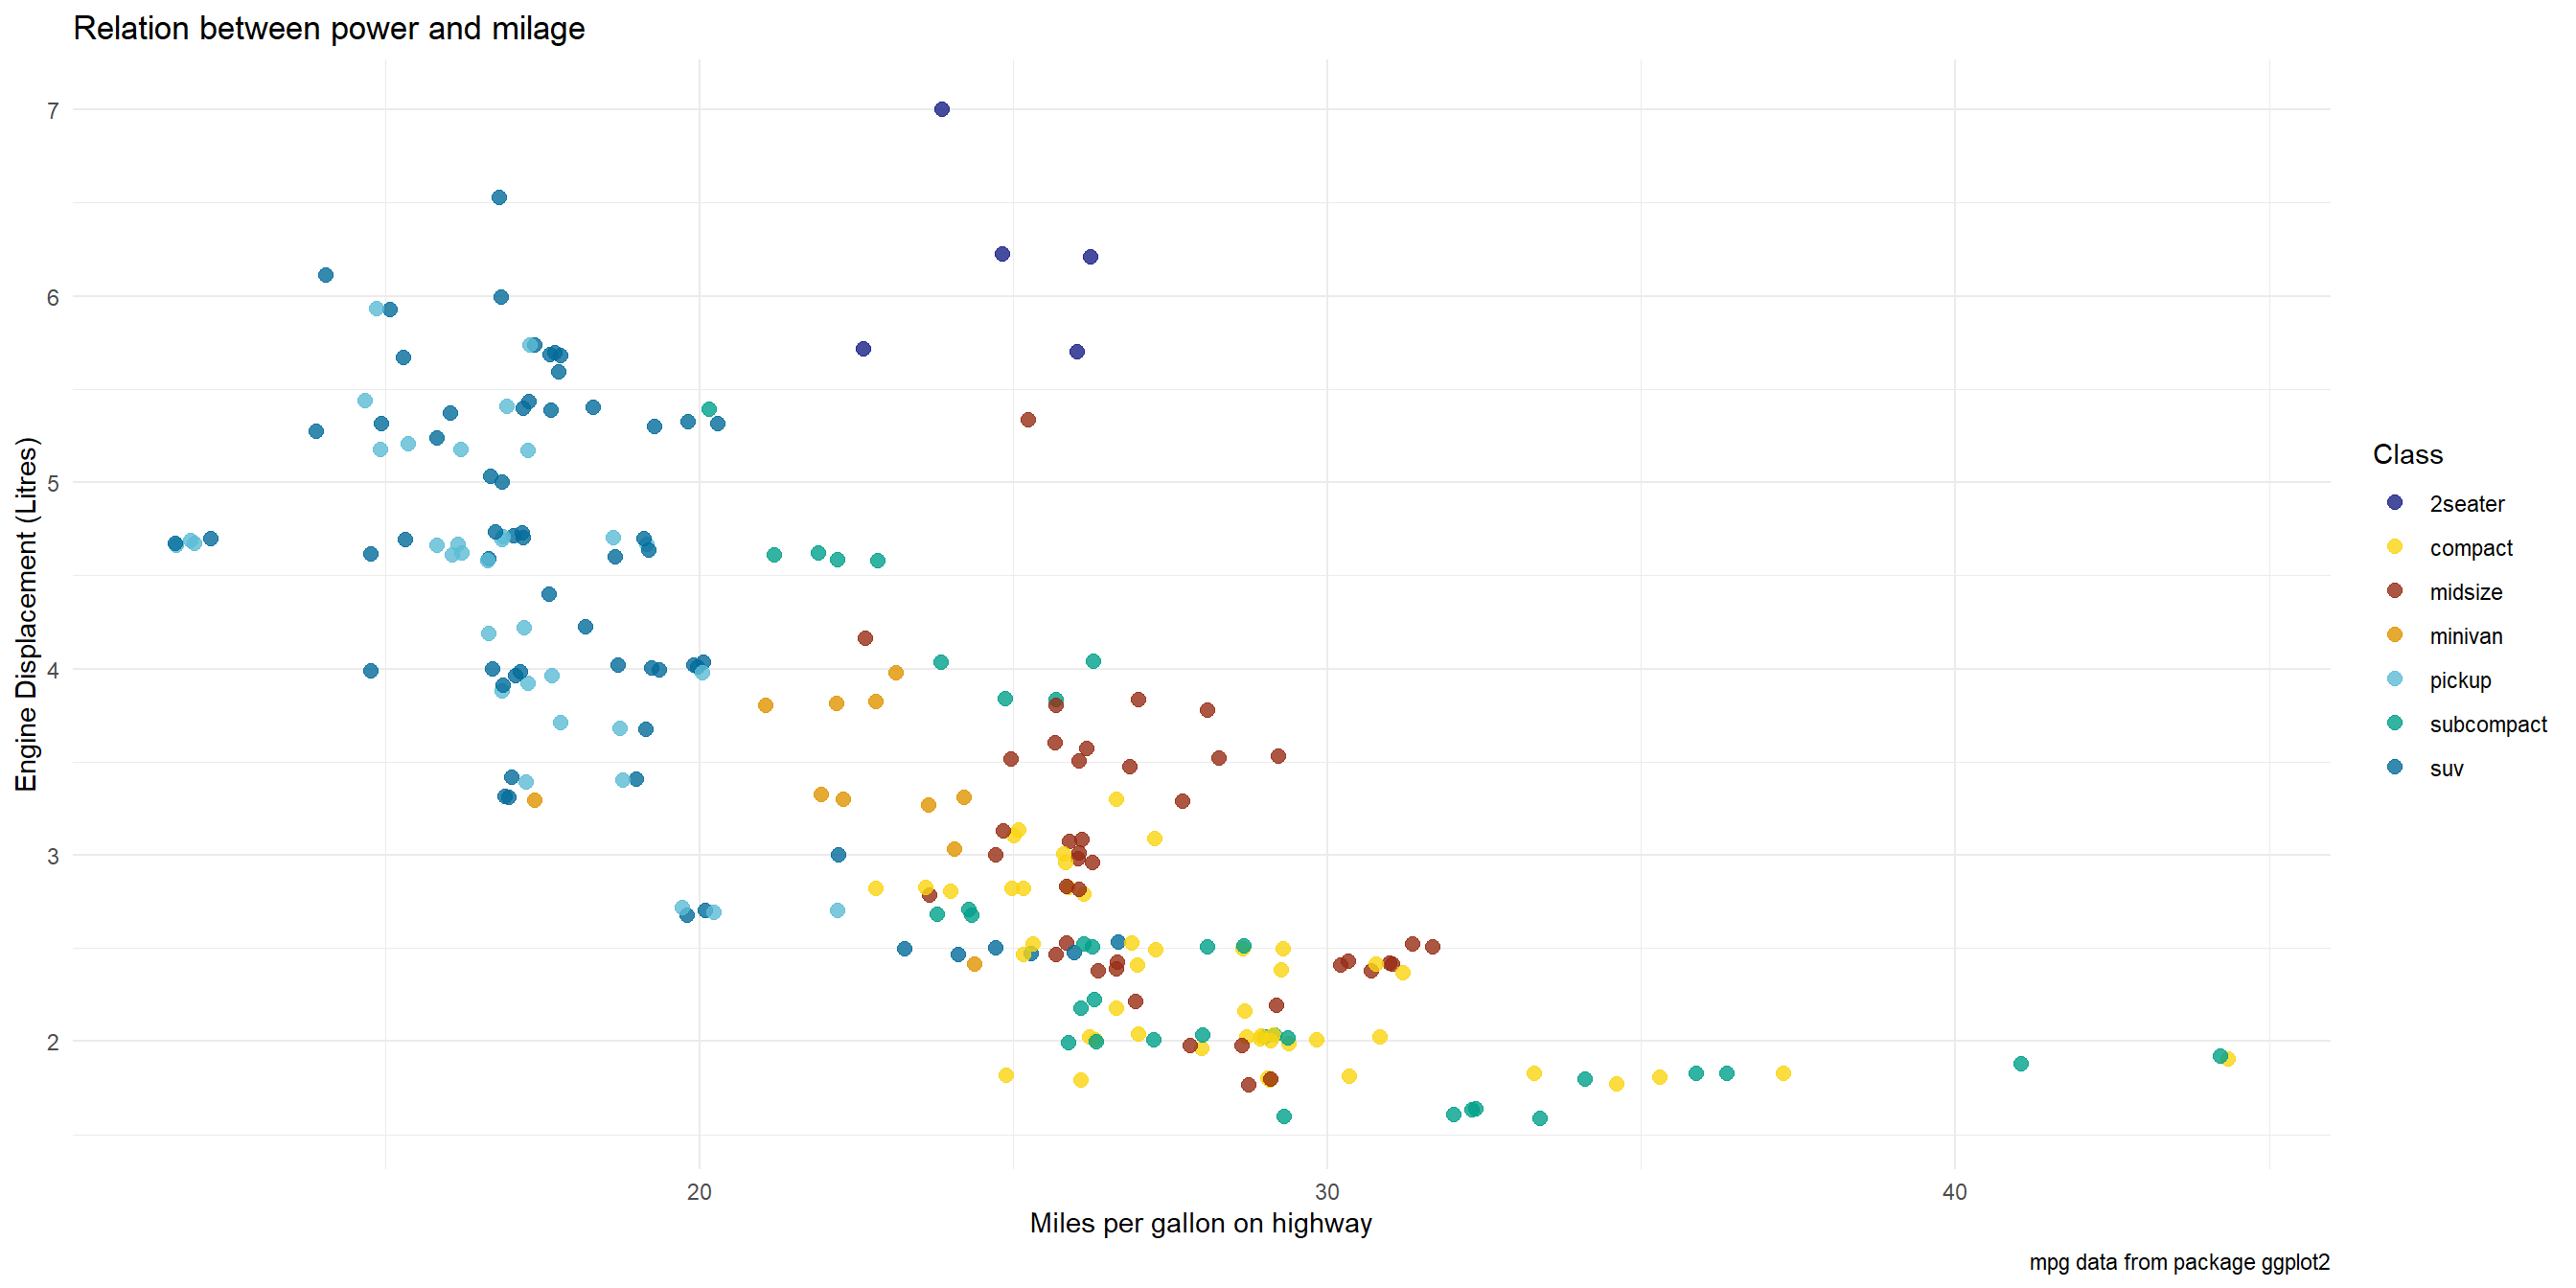 Relation between power and milage
7
6
5
4
3
2
Engine Displacement (Litres)
20
30
40
Miles per gallon on highway
Class
2seater
compact
midsize
minivan
pickup
subcompact
suv
mpg data from package ggplot2